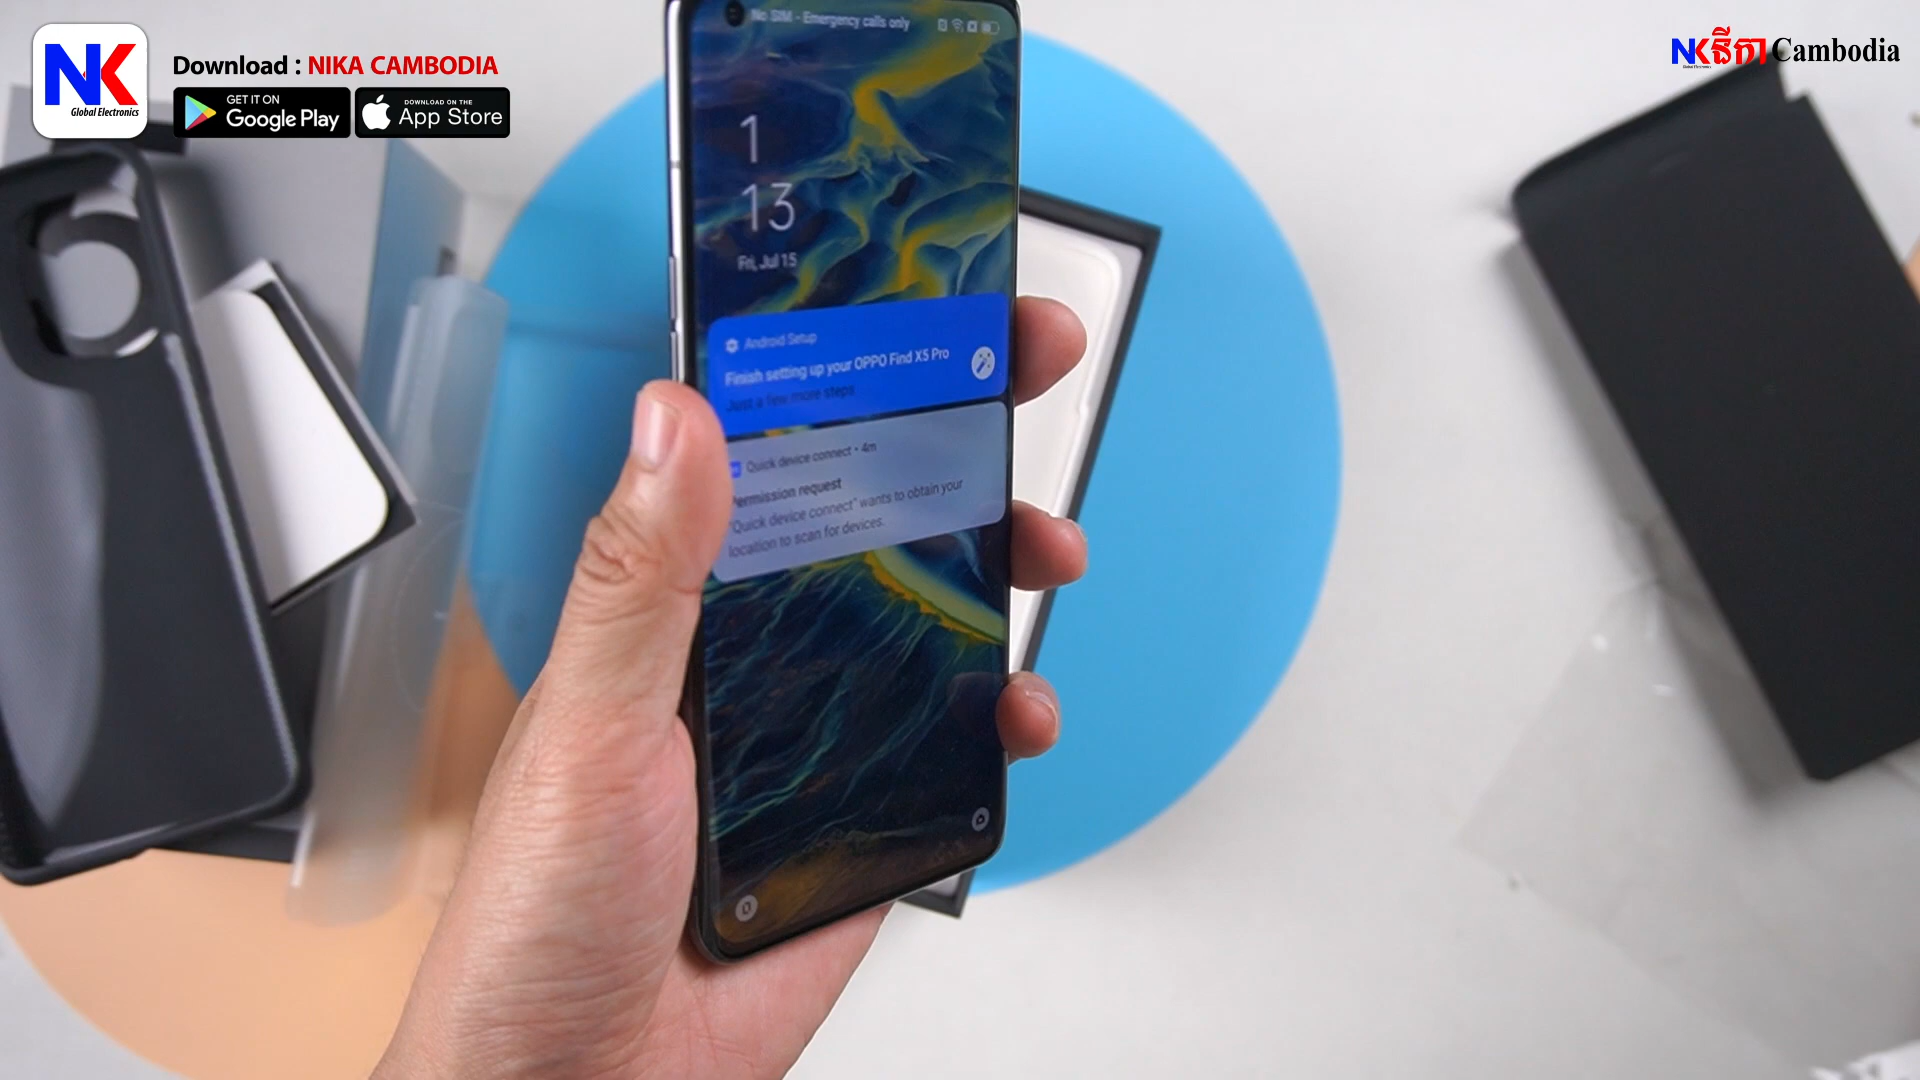 NK
Global Electronics
Download : NIKA CAMBODIA
GET IT ON
Google Play
DOWNLOAD ON THE
App Store
NK នីកា Cambodia
Global Electronics
No SIM - Emergency calls only
1
13
Fri, Jul 15
Android Setup
Finish setting up your OPPO Find X5 Pro
Just a few more steps
Quick device connect • 4m
Permission request
"Quick device connect" wants to obtain your
location to scan for devices.